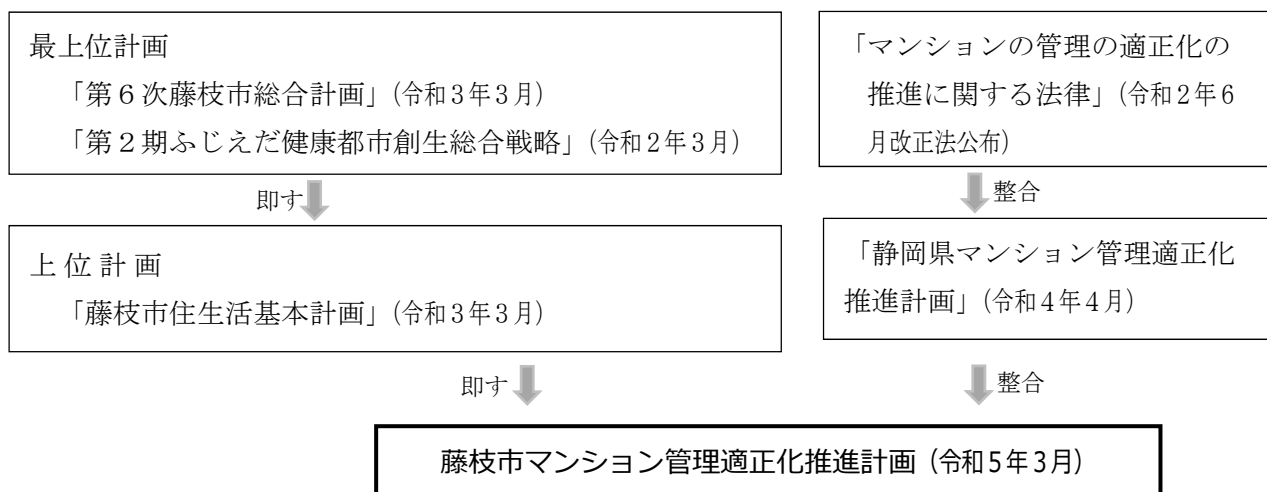 最上位計画
「第６次藤枝市総合計画」(令和３年３月)
「第２期ふじえだ健康都市創生総合戦略」(令和２年３月)
即す
上 位 計 画
「藤枝市住生活基本計画」(令和３年３月)
即す
「マンションの管理の適正化の
推進に関する法律」(令和２年６
月改正法公布)
整合
「静岡県マンション管理適正化
推進計画」(令和４年４月)
整合
藤枝市マンション管理適正化推進計画 (令和５年３月)